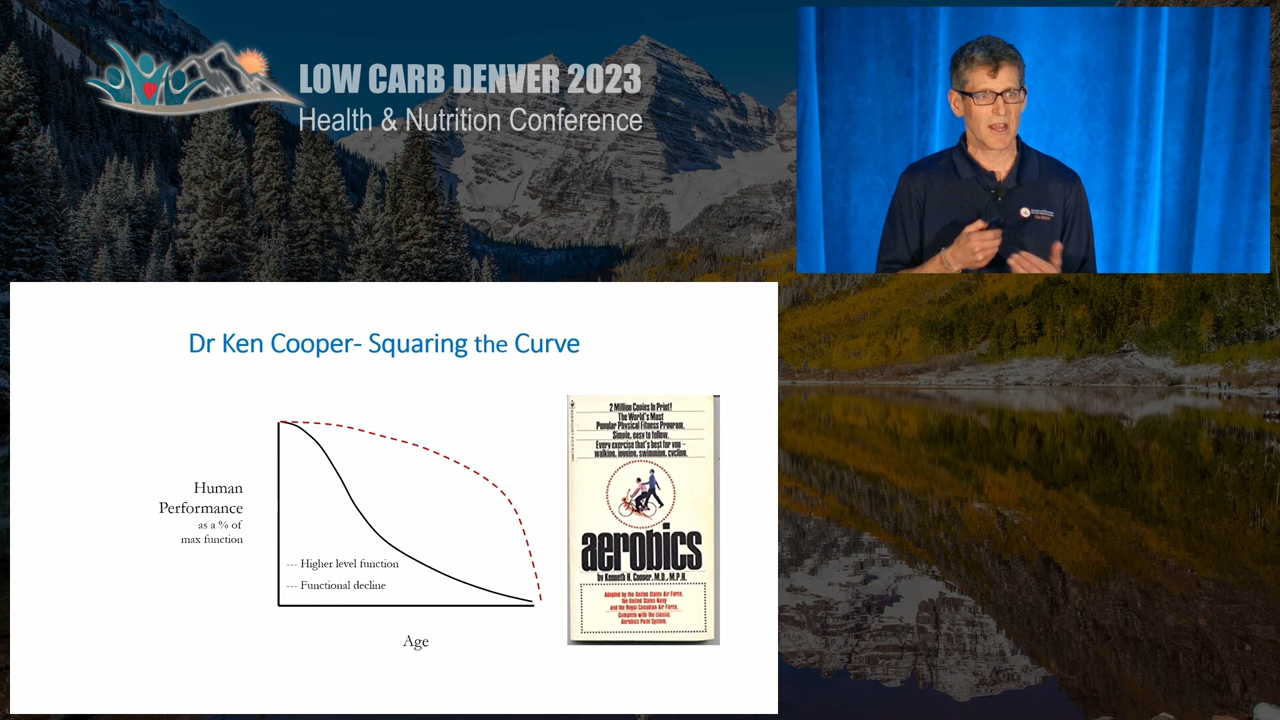 LOW CARB DENVER 2023
Health & Nutrition Conference
Dr Ken Cooper- Squaring the Curve
Human
Performance
as a % of
max function
--- Higher level function
--- Functional decline
Age
2 Million Copies In Print!
The World's Most
Popular Physical Fitness Program.
Simple, easy to follow.
Every exercise that's best for you—
walking, jogging, swimming, cycling.
aerobics
by Kenneth H. Cooper, M.D., M.P.H.
Adopted by the United States Air Force,
the United States Navy
and the Royal Canadian Air Force.
Complete with the classic
Aerobics Point System.